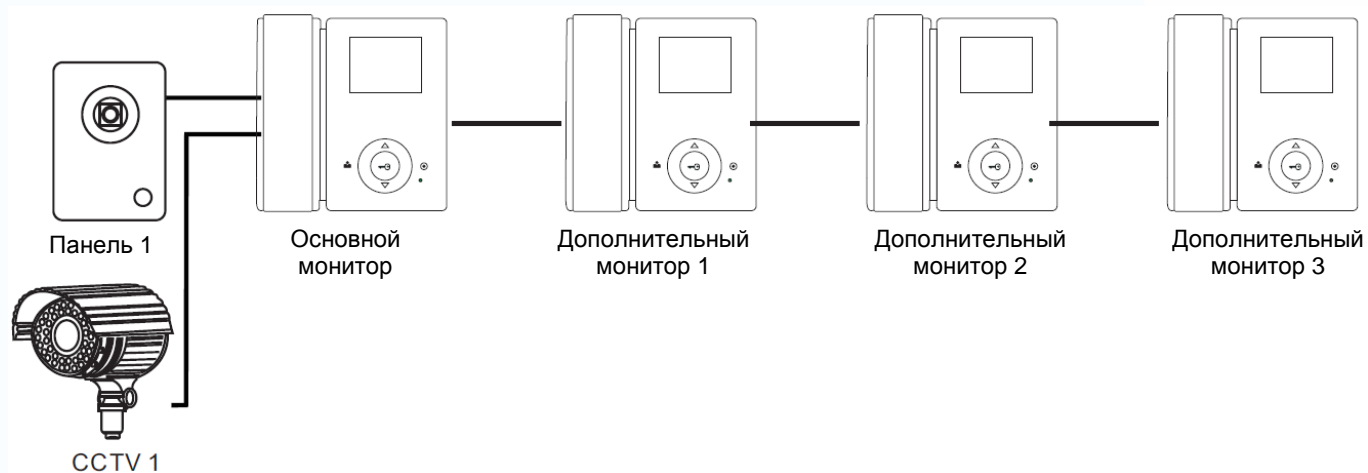 Панель 1
Основной
монитор
Дополнительный
монитор 1
Дополнительный
монитор 2
Дополнительный
монитор 3
CCTV 1